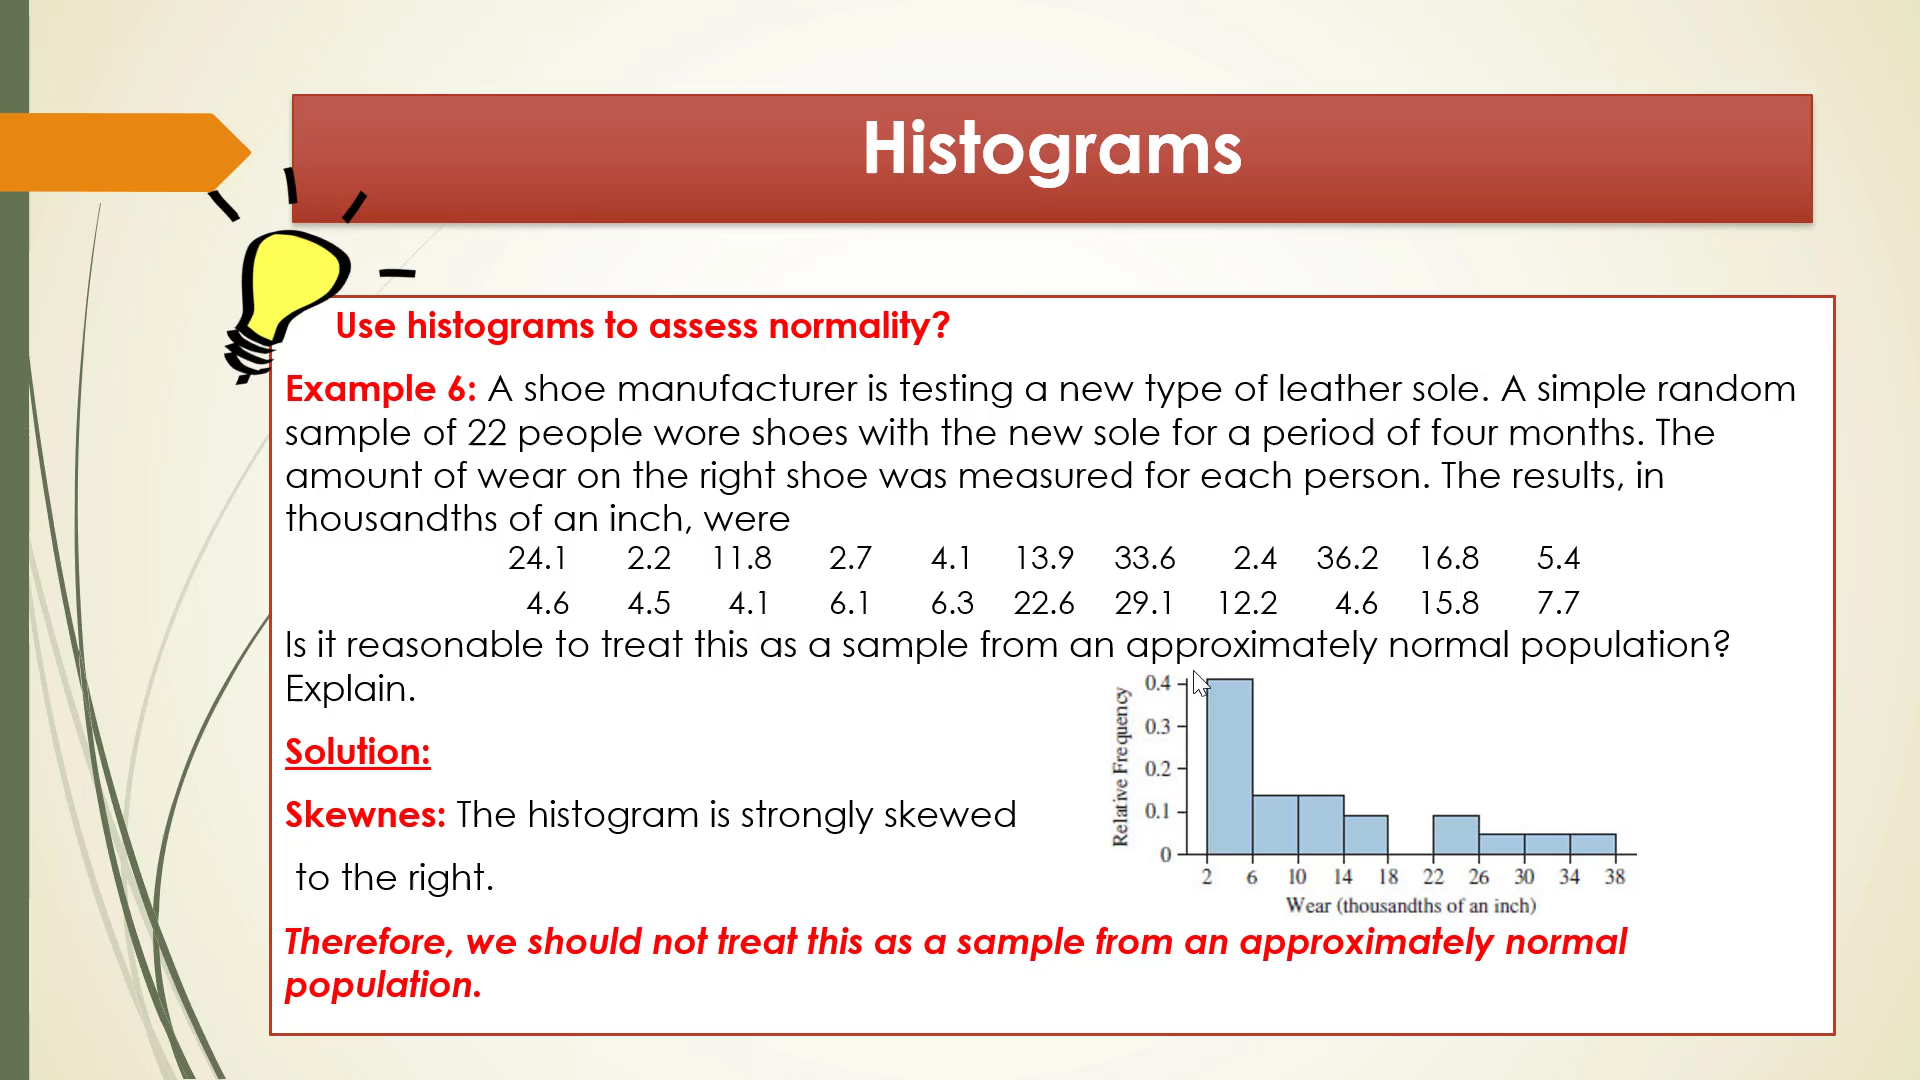 Histograms
Use histograms to assess normality?
Example 6: A shoe manufacturer is testing a new type of leather sole. A simple random
sample of 22 people wore shoes with the new sole for a period of four months. The
amount of wear on the right shoe was measured for each person. The results, in
thousandths of an inch, were
24.1 2.2 11.8 2.7 4.1 13.9 33.6 2.4 36.2 16.8 5.4
4.6 4.5 4.1 6.1 6.3 22.6 29.1 12.2 4.6 15.8 7.7
Is it reasonable to treat this as a sample from an approximately normal population?
Explain.
Solution:
Skewnes: The histogram is strongly skewed
to the right.
Relative Frequency
0.4
0.3
0.2
0.1
0
2 6 10 14 18 22 26 30 34 38
Wear (thousandths of an inch)
Therefore, we should not treat this as a sample from an approximately normal
population.